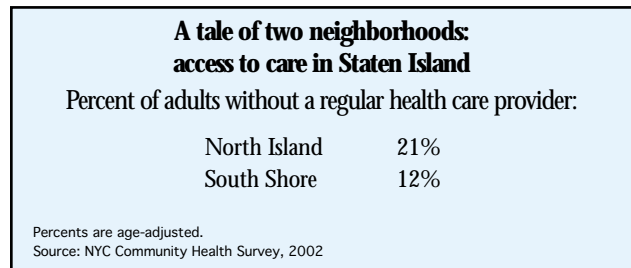 A tale of two neighborhoods:
access to care in Staten Island
Percent of adults without a regular health care provider:
North Island 21%
South Shore 12%
Percents are age-adjusted.
Source: NYC Community Health Survey, 2002